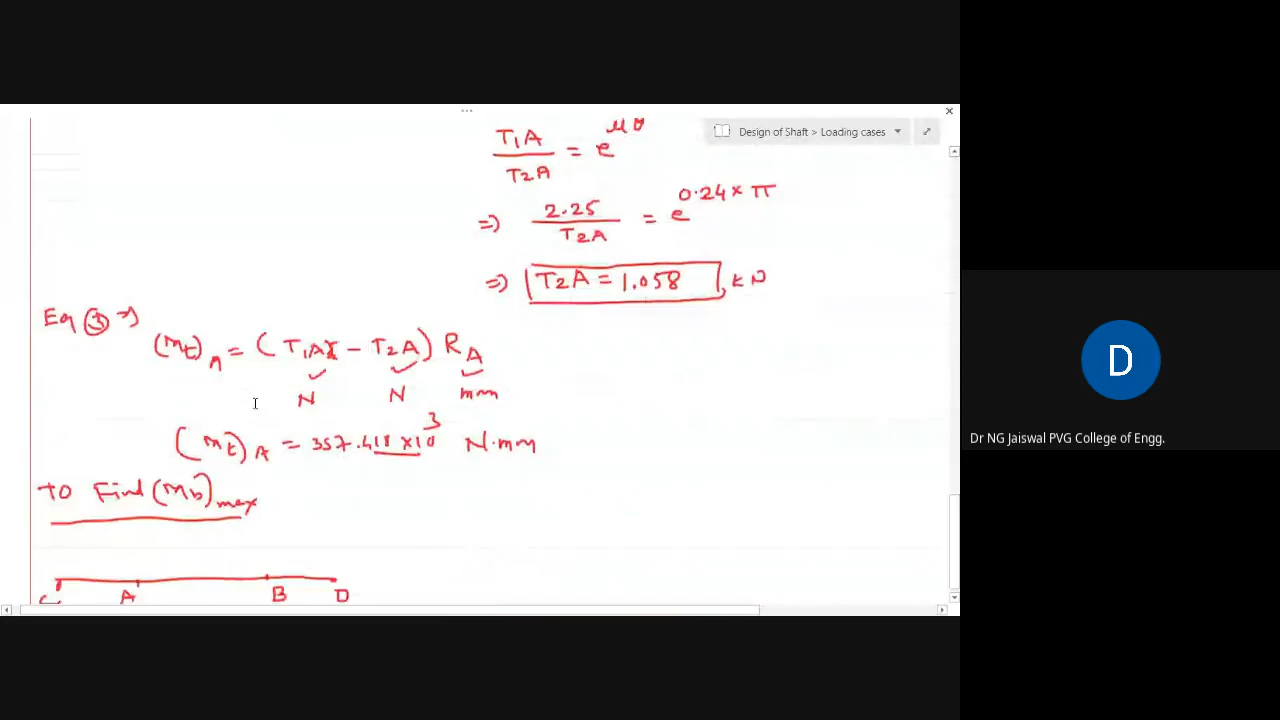 Design of Shaft > Loading cases
T1A / T2A = e^μθ
=) 2.25 / T2A = e^0.24×π
=) T2A = 1.058 , kN
Eq ③ =)
(Mt)A = (T1A - T2A) RA
N N mm
(Mt)A = 357.418 ×10^3 N.mm
To Find (Mb)max
C A B D
D
Dr NG Jaiswal PVG College of Engg.